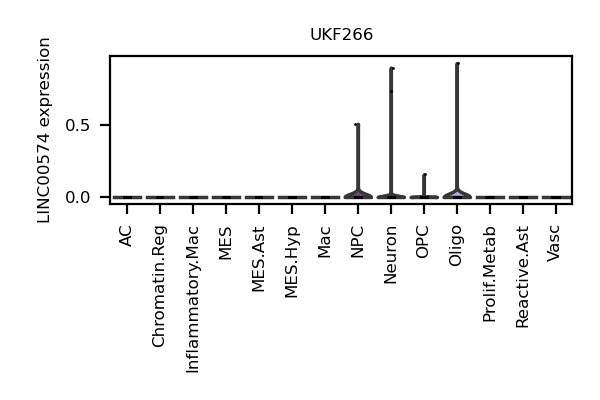 UKF266
LINC00574 expression
0.5
0.0
AC
Chromatin.Reg
Inflammatory.Mac
MES
MES.Ast
MES.Hyp
Mac
NPC
Neuron
OPC
Oligo
Prolif.Metab
Reactive.Ast
Vasc